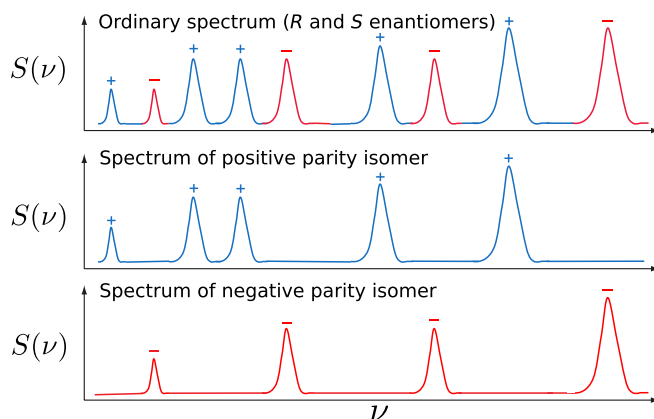 Ordinary spectrum (R and S enantiomers)
S(ν)
+ − + + − + − + −
Spectrum of positive parity isomer
S(ν)
+ + + + +
Spectrum of negative parity isomer
S(ν)
− − − −
ν